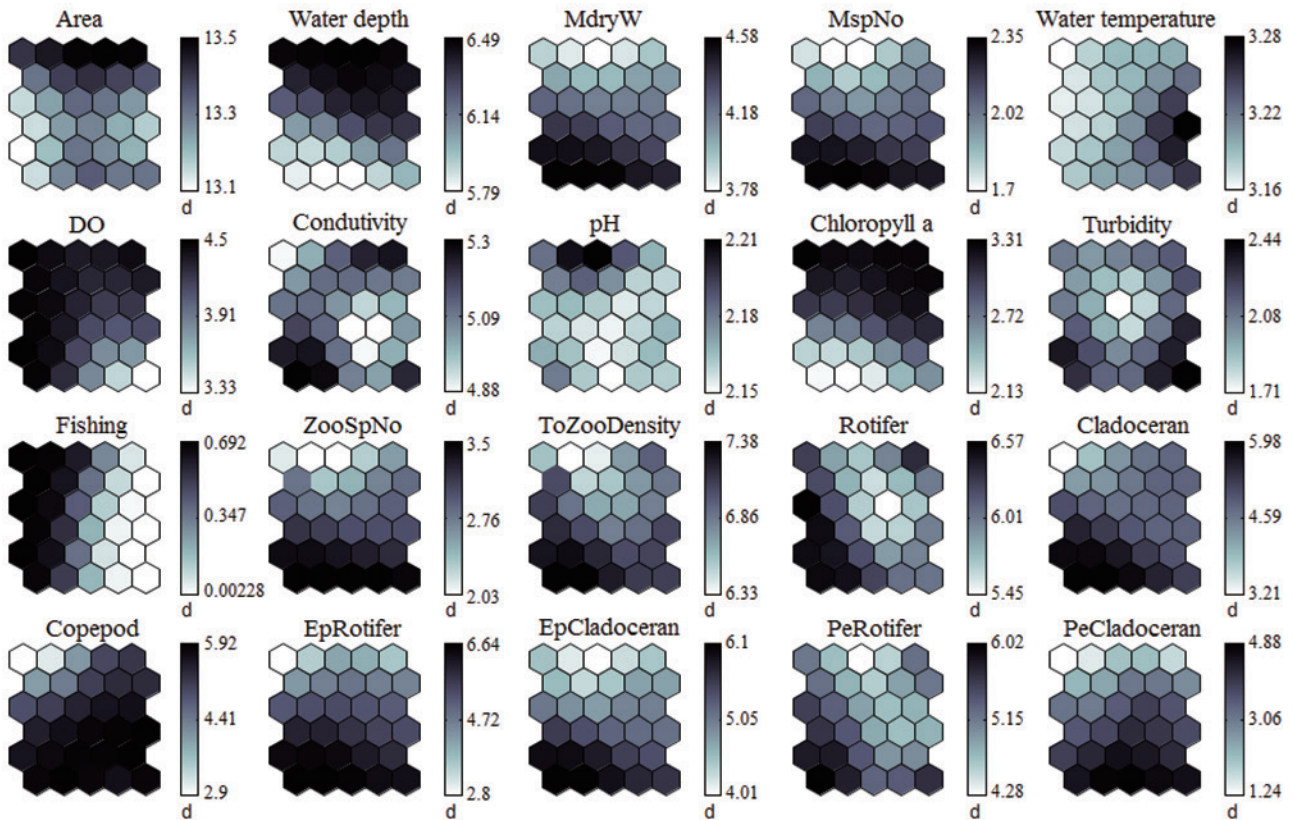 Area Water depth MdryW MspNo Water temperature
13.5 6.49 4.58 2.35 3.28
13.3 6.14 4.18 2.02 3.22
13.1 5.79 3.78 1.7 3.16
d d d d d
DO Condutivity pH Chloropyll a Turbidity
4.5 5.3 2.21 3.31 2.44
3.91 5.09 2.18 2.72 2.08
3.33 4.88 2.15 2.13 1.71
d d d d d
Fishing ZooSpNo ToZooDensity Rotifer Cladoceran
0.692 3.5 7.38 6.57 5.98
0.347 2.76 6.86 6.01 4.59
0.00228 2.03 6.33 5.45 3.21
d d d d d
Copepod EpRotifer EpCladoceran PeRotifer PeCladoceran
5.92 6.64 6.1 6.02 4.88
4.41 4.72 5.05 5.15 3.06
2.9 2.8 4.01 4.28 1.24
d d d d d